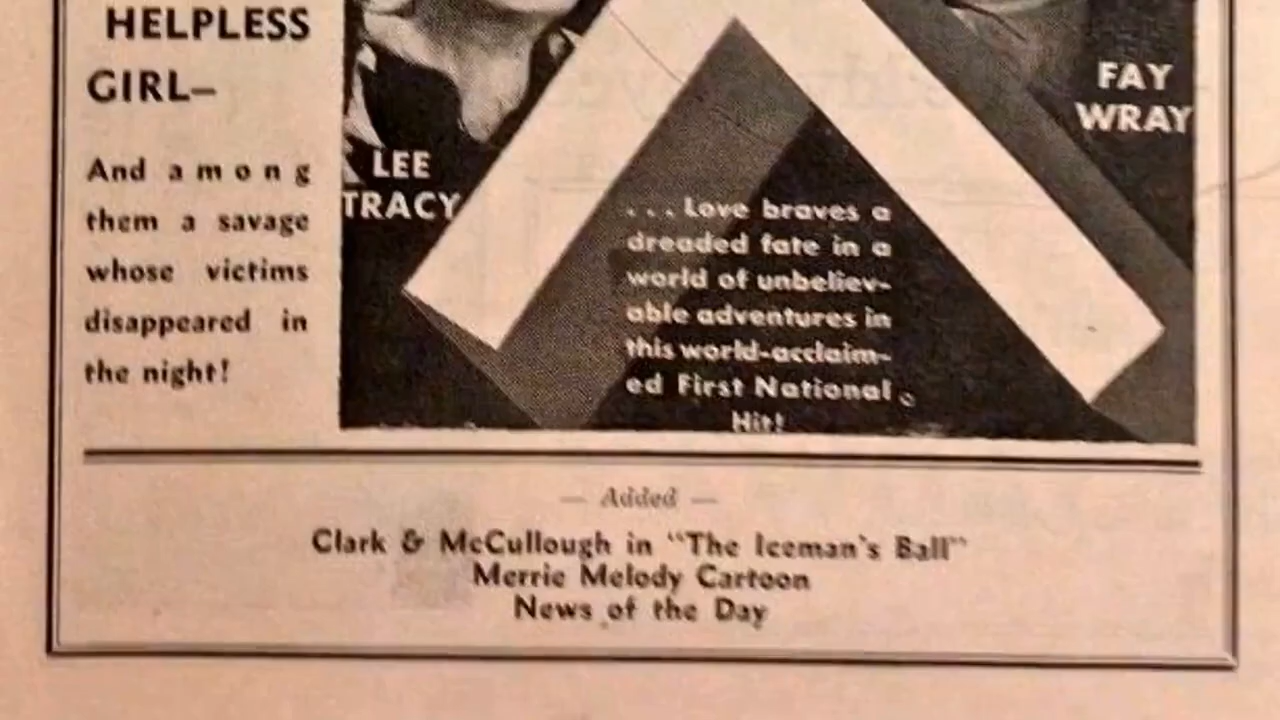 HELPLESS
GIRL—
And among
them a savage
whose victims
disappeared in
the night!
LEE
TRACY
FAY
WRAY
...Love braves a
dreaded fate in a
world of unbeliev-
able adventures in
this world-acclaim-
ed First National
Hit!
— Added —
Clark & McCullough in "The Iceman's Ball"
Merrie Melody Cartoon
News of the Day